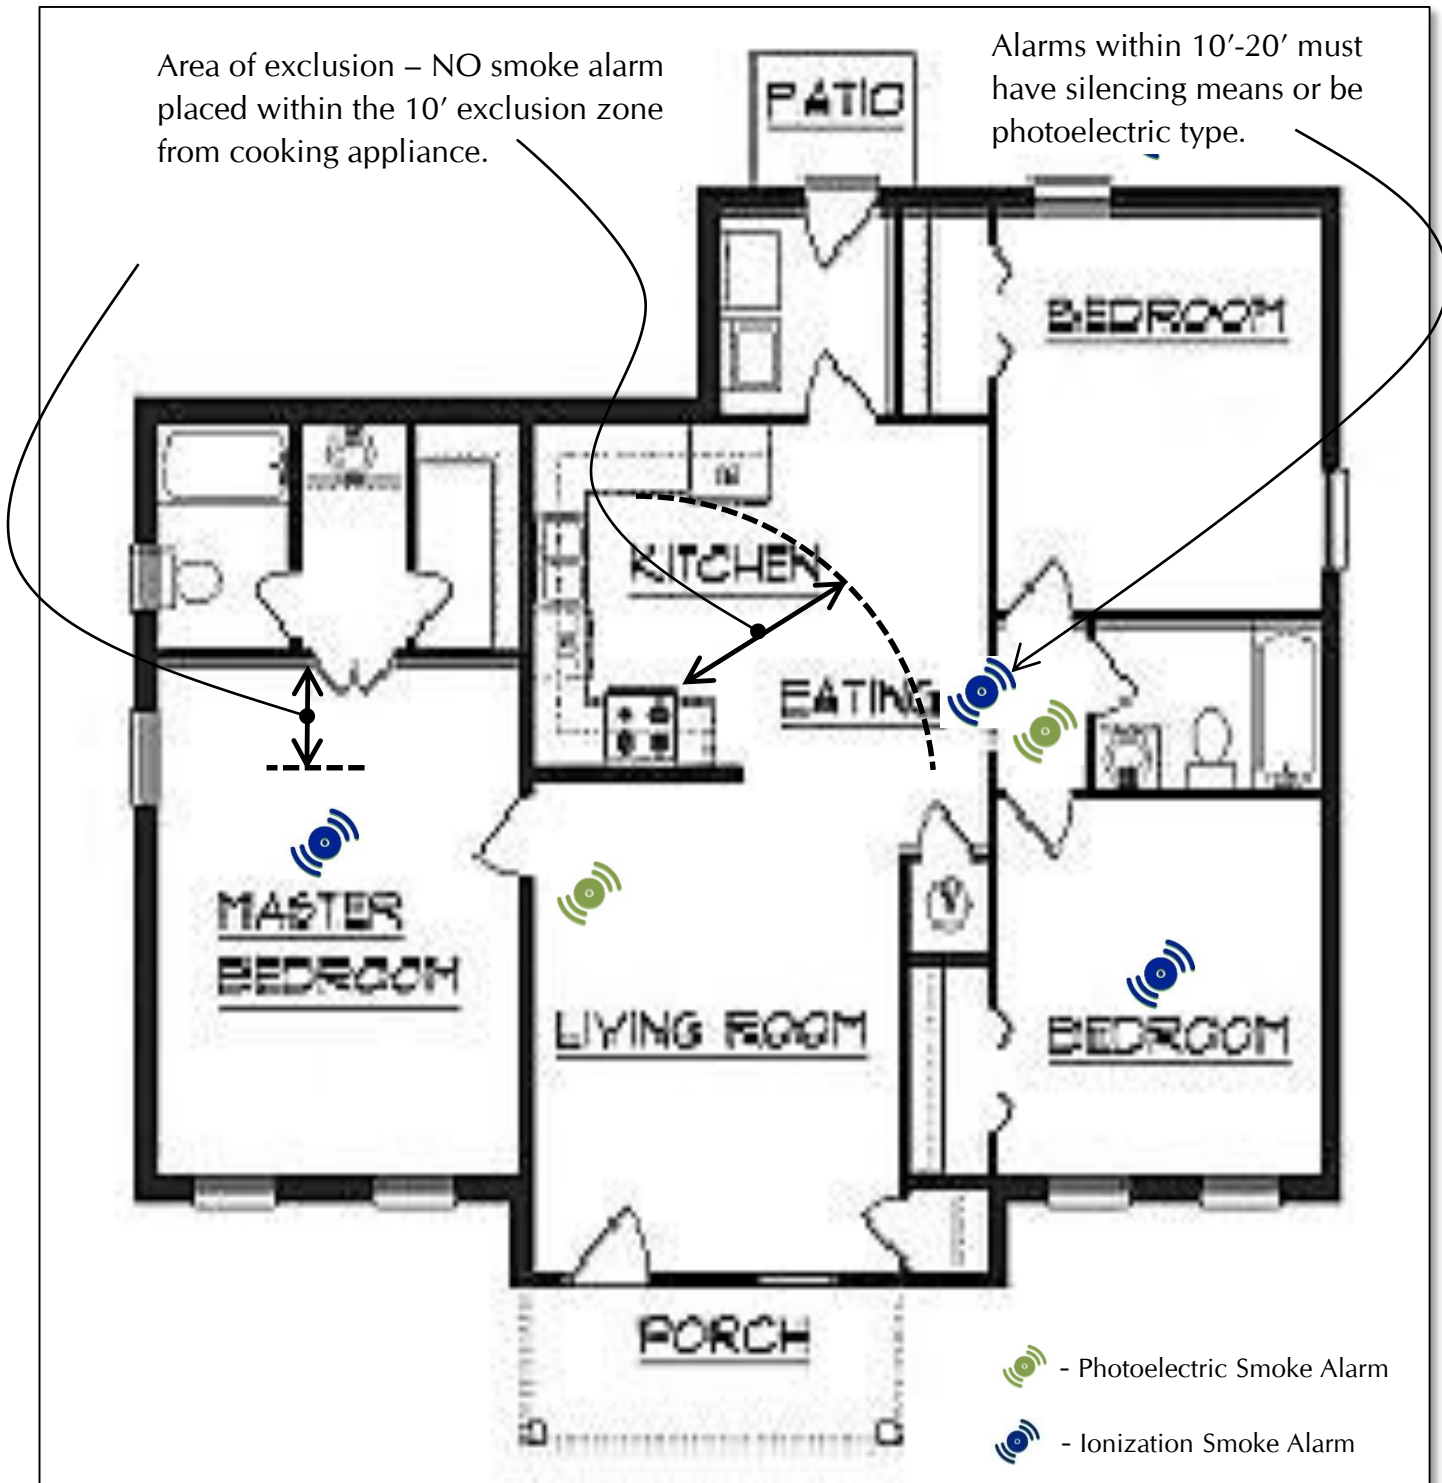 Area of exclusion – NO smoke alarm
placed within the 10’ exclusion zone
from cooking appliance.
Alarms within 10’-20’ must
have silencing means or be
photoelectric type.
PATIO
BEDROOM
KITCHEN
EATING
MASTER
BEDROOM
LIVING ROOM
BEDROOM
PORCH
- Photoelectric Smoke Alarm
- Ionization Smoke Alarm